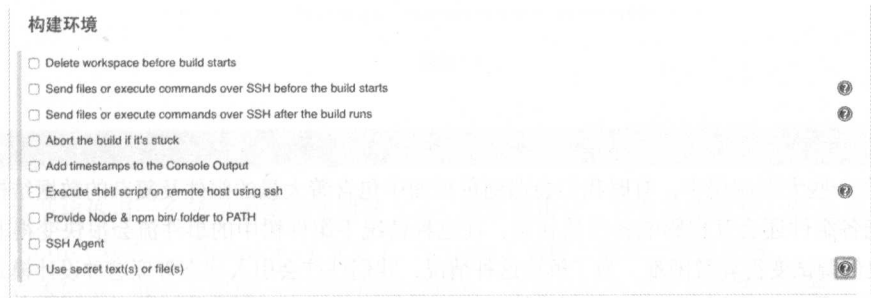 构建环境
Delete workspace before build starts
Send files or execute commands over SSH before the build starts
Send files or execute commands over SSH after the build runs
Abort the build if it's stuck
Add timestamps to the Console Output
Execute shell script on remote host using ssh
Provide Node & npm bin/ folder to PATH
SSH Agent
Use secret text(s) or file(s)